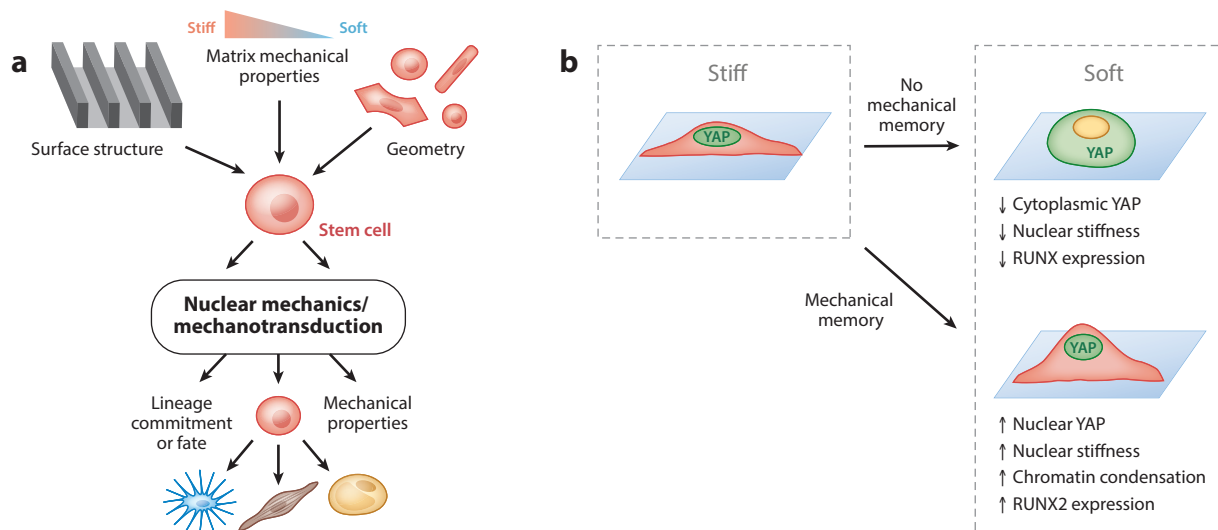 a
Stiff
Soft
Matrix mechanical
properties
Surface structure
Geometry
Stem cell
Nuclear mechanics/
mechanotransduction
Lineage
commitment
or fate
Mechanical
properties
b
Stiff
YAP
No
mechanical
memory
Mechanical
memory
Soft
YAP
↓ Cytoplasmic YAP
↓ Nuclear stiffness
↓ RUNX expression
YAP
↑ Nuclear YAP
↑ Nuclear stiffness
↑ Chromatin condensation
↑ RUNX2 expression